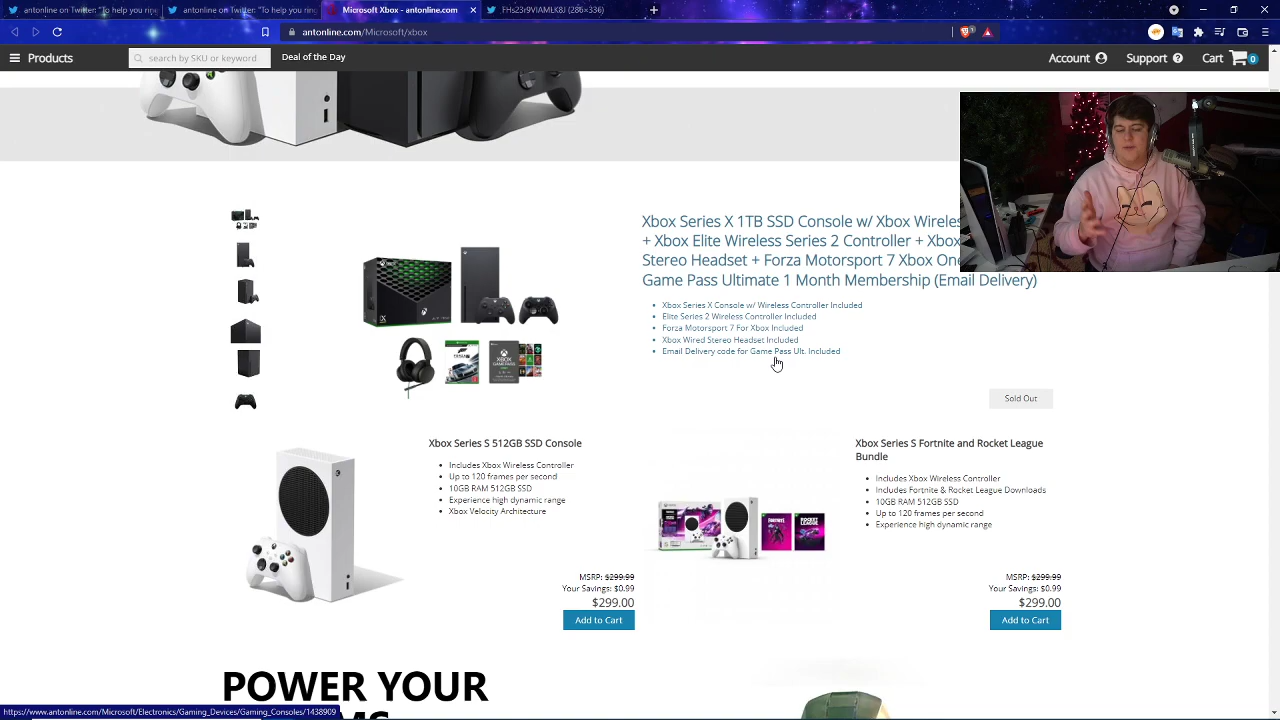 antonline on Twitter: "To help you rig
antonline on Twitter: "To help you
Microsoft Xbox - antonline.com
FHs23r9VIAMLK8J (286×336)
antonline.com/Microsoft/xbox
Products
search by SKU or keyword
Deal of the Day
Account
Support
Cart
0
Xbox Series X 1TB SSD Console w/ Xbox Wireles
+ Xbox Elite Wireless Series 2 Controller + Xbox
Stereo Headset + Forza Motorsport 7 Xbox One
Game Pass Ultimate 1 Month Membership (Email Delivery)
Xbox Series X Console w/ Wireless Controller Included
Elite Series 2 Wireless Controller Included
Forza Motorsport 7 For Xbox Included
Xbox Wired Stereo Headset Included
Email Delivery code for Game Pass Ult. Included
Sold Out
Xbox Series S 512GB SSD Console
Includes Xbox Wireless Controller
Up to 120 frames per second
10GB RAM 512GB SSD
Experience high dynamic range
Xbox Velocity Architecture
MSRP: $299.99
Your Savings: $0.99
$299.00
Add to Cart
Xbox Series S Fortnite and Rocket League
Bundle
Includes Xbox Wireless Controller
Includes Fortnite & Rocket League Downloads
10GB RAM 512GB SSD
Up to 120 frames per second
Experience high dynamic range
MSRP: $299.99
Your Savings: $0.99
$299.00
Add to Cart
POWER YOUR
https://www.antonline.com/Microsoft/Electronics/Gaming_Devices/Gaming_Consoles/1438909